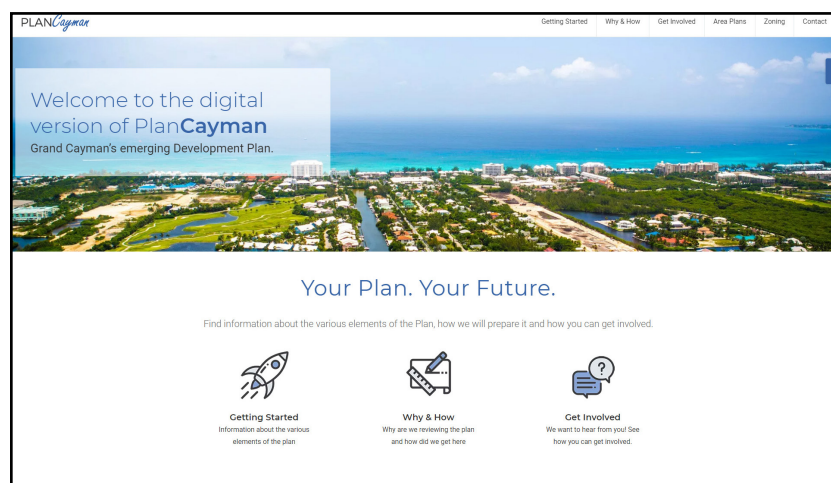 PLANCayman
Getting Started Why & How Get Involved Area Plans Zoning Contact
Welcome to the digital
version of PlanCayman
Grand Cayman's emerging Development Plan.
Your Plan. Your Future.
Find information about the various elements of the Plan, how we will prepare it and how you can get involved.
Getting Started
Information about the various
elements of the plan
Why & How
Why are we reviewing the plan
and how did we get here
Get Involved
We want to hear from you! See
how you can get involved.